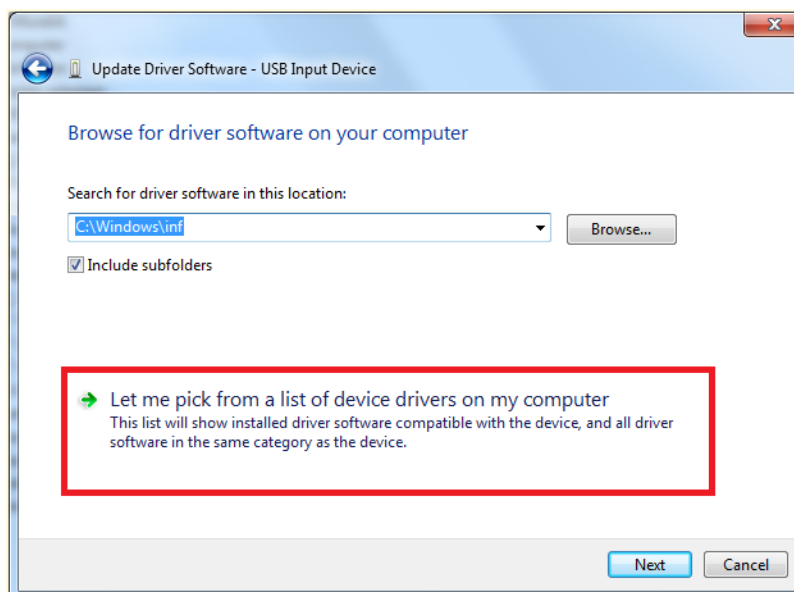 Update Driver Software - USB Input Device
Browse for driver software on your computer
Search for driver software in this location:
C:\Windows\inf
Browse...
Include subfolders
Let me pick from a list of device drivers on my computer
This list will show installed driver software compatible with the device, and all driver
software in the same category as the device.
Next
Cancel